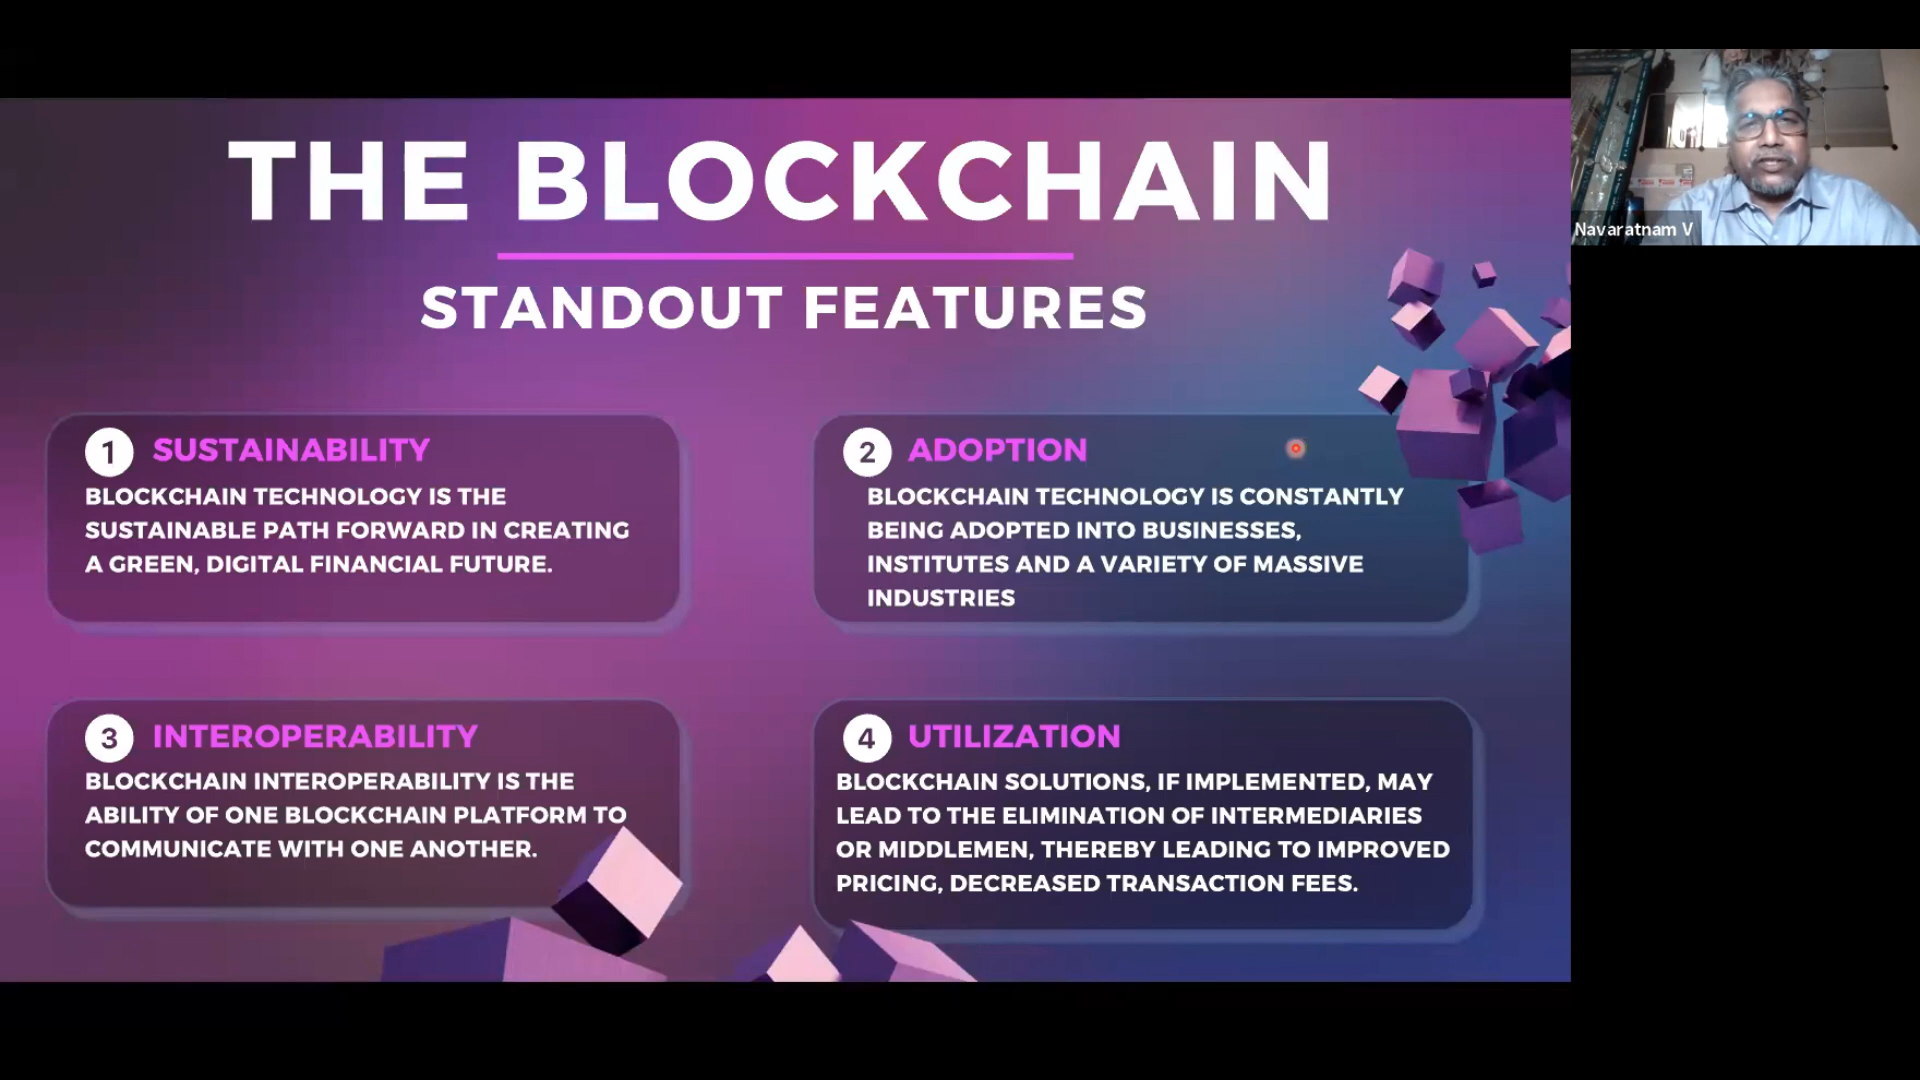 THE BLOCKCHAIN
STANDOUT FEATURES
1 SUSTAINABILITY
BLOCKCHAIN TECHNOLOGY IS THE
SUSTAINABLE PATH FORWARD IN CREATING
A GREEN, DIGITAL FINANCIAL FUTURE.
2 ADOPTION
BLOCKCHAIN TECHNOLOGY IS CONSTANTLY
BEING ADOPTED INTO BUSINESSES,
INSTITUTES AND A VARIETY OF MASSIVE
INDUSTRIES
3 INTEROPERABILITY
BLOCKCHAIN INTEROPERABILITY IS THE
ABILITY OF ONE BLOCKCHAIN PLATFORM TO
COMMUNICATE WITH ONE ANOTHER.
4 UTILIZATION
BLOCKCHAIN SOLUTIONS, IF IMPLEMENTED, MAY
LEAD TO THE ELIMINATION OF INTERMEDIARIES
OR MIDDLEMEN, THEREBY LEADING TO IMPROVED
PRICING, DECREASED TRANSACTION FEES.
Navaratnam V